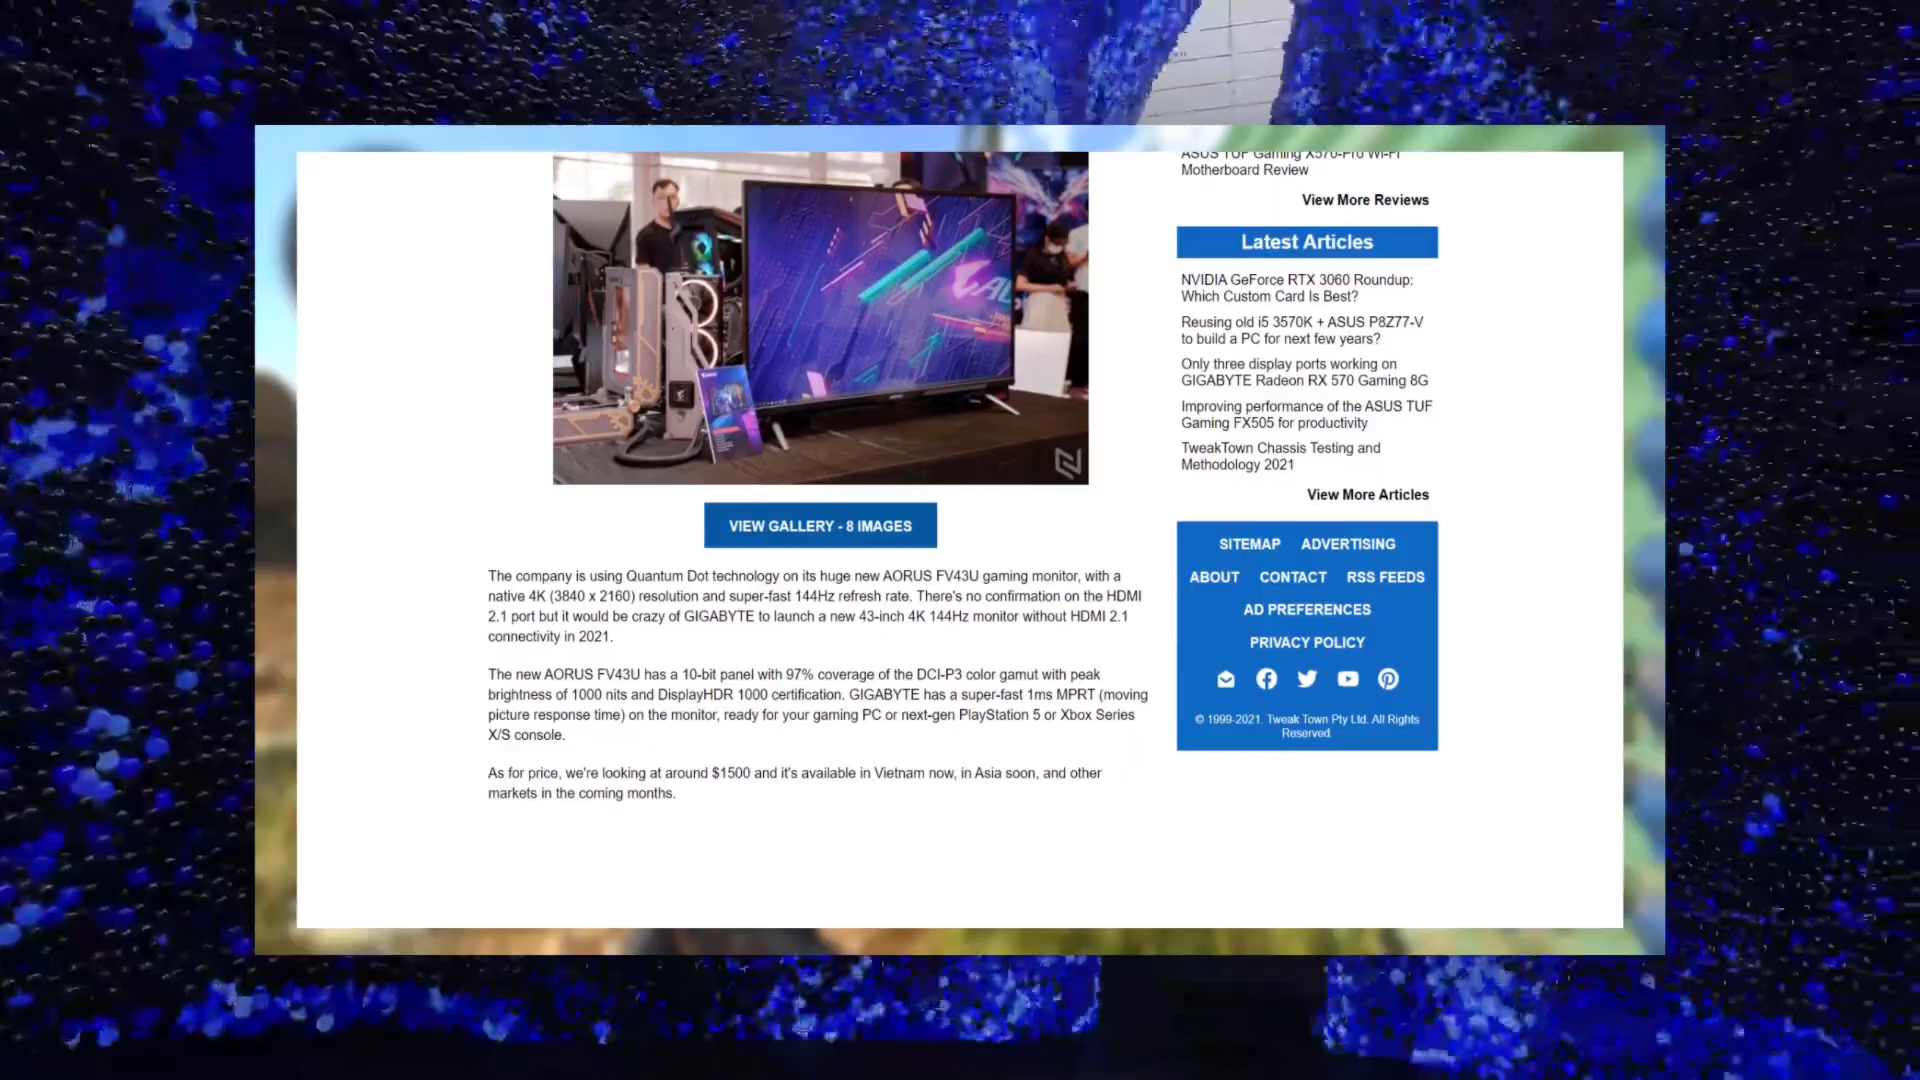 ASUS TUF Gaming X570-Pro Wi-Fi
Motherboard Review
View More Reviews
Latest Articles
NVIDIA GeForce RTX 3060 Roundup:
Which Custom Card Is Best?
Reusing old i5 3570K + ASUS P8Z77-V
to build a PC for next few years?
Only three display ports working on
GIGABYTE Radeon RX 570 Gaming 8G
Improving performance of the ASUS TUF
Gaming FX505 for productivity
TweakTown Chassis Testing and
Methodology 2021
View More Articles
VIEW GALLERY - 8 IMAGES
The company is using Quantum Dot technology on its huge new AORUS FV43U gaming monitor, with a
native 4K (3840 x 2160) resolution and super-fast 144Hz refresh rate. There's no confirmation on the HDMI
2.1 port but it would be crazy of GIGABYTE to launch a new 43-inch 4K 144Hz monitor without HDMI 2.1
connectivity in 2021.
The new AORUS FV43U has a 10-bit panel with 97% coverage of the DCI-P3 color gamut with peak
brightness of 1000 nits and DisplayHDR 1000 certification. GIGABYTE has a super-fast 1ms MPRT (moving
picture response time) on the monitor, ready for your gaming PC or next-gen PlayStation 5 or Xbox Series
X/S console.
As for price, we're looking at around $1500 and it's available in Vietnam now, in Asia soon, and other
markets in the coming months.
SITEMAP ADVERTISING
ABOUT CONTACT RSS FEEDS
AD PREFERENCES
PRIVACY POLICY
© 1999-2021. Tweak Town Pty Ltd. All Rights
Reserved.